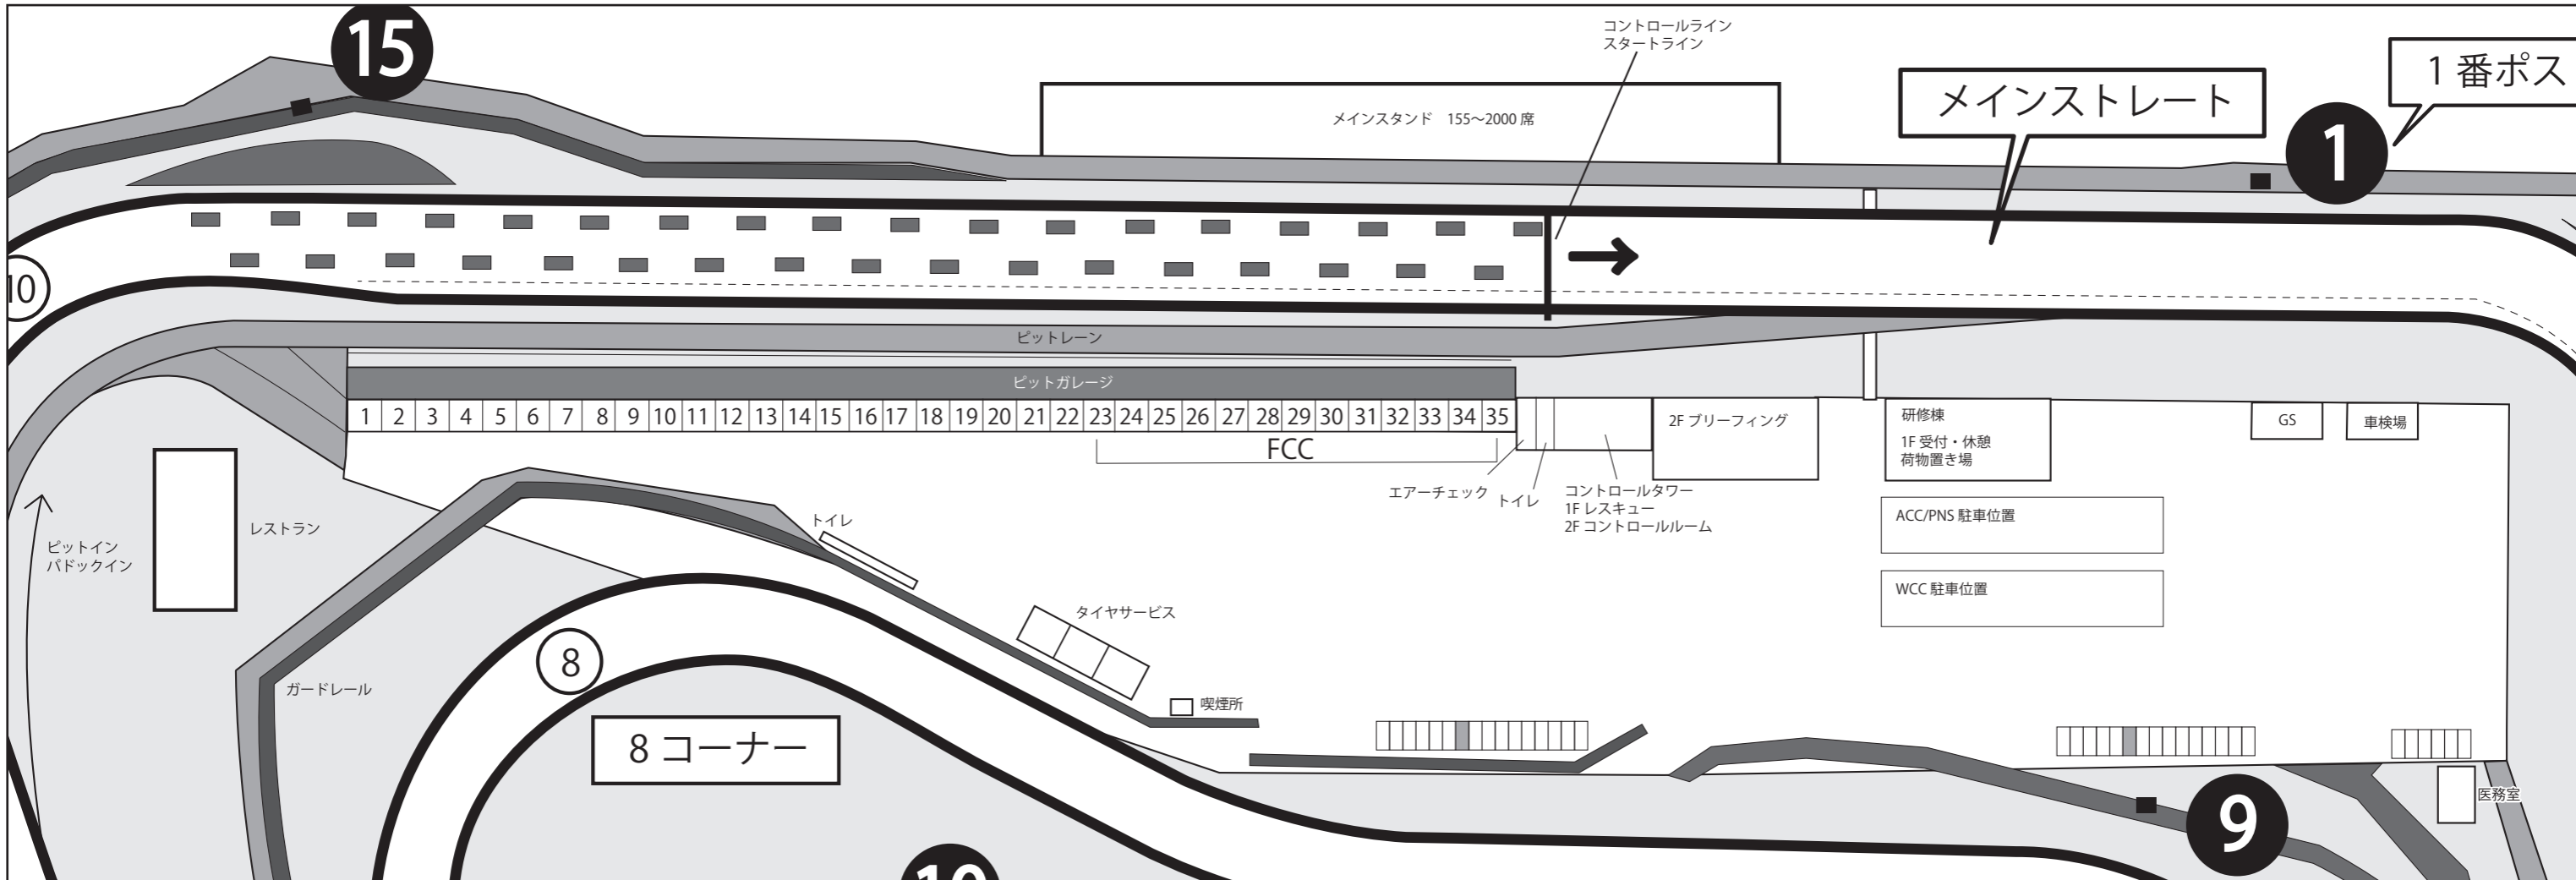 15
コントロールライン
スタートライン
メインスタンド 155〜2000 席
メインストレート
1
1 番ポス
10
ピットレーン
ピットガレージ
1 2 3 4 5 6 7 8 9 10 11 12 13 14 15 16 17 18 19 20 21 22 23 24 25 26 27 28 29 30 31 32 33 34 35
FCC
2F ブリーフィング
研修棟
1F 受付・休憩
荷物置き場
GS
車検場
エアーチェック
トイレ
コントロールタワー
1F レスキュー
2F コントロールルーム
ACC/PNS 駐車位置
WCC 駐車位置
レストラン
ピットイン
パドックイン
トイレ
タイヤサービス
喫煙所
ガードレール
8
8 コーナー
医務室
9
10